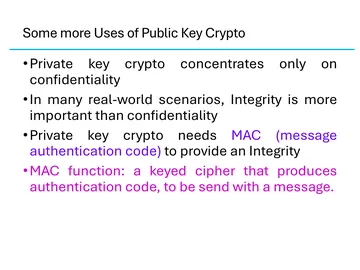 Some more Uses of Public Key Crypto
•Private key crypto concentrates only on
confidentiality
•In many real-world scenarios, Integrity is more
important than confidentiality
•Private key crypto needs MAC (message
authentication code) to provide an Integrity
•MAC function: a keyed cipher that produces
authentication code, to be send with a message.